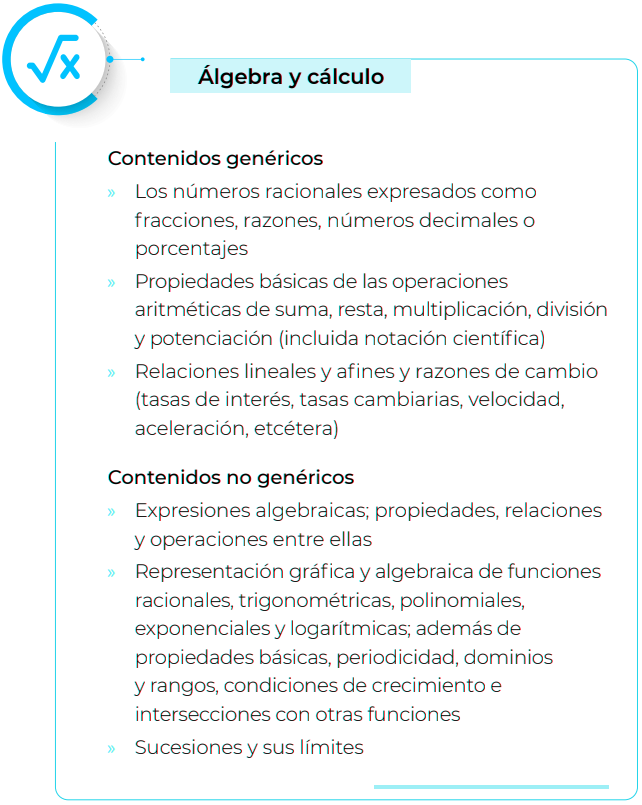 √x
Álgebra y cálculo
Contenidos genéricos
» Los números racionales expresados como
fracciones, razones, números decimales o
porcentajes
» Propiedades básicas de las operaciones
aritméticas de suma, resta, multiplicación, división
y potenciación (incluida notación científica)
» Relaciones lineales y afines y razones de cambio
(tasas de interés, tasas cambiarias, velocidad,
aceleración, etcétera)
Contenidos no genéricos
» Expresiones algebraicas; propiedades, relaciones
y operaciones entre ellas
» Representación gráfica y algebraica de funciones
racionales, trigonométricas, polinomiales,
exponenciales y logarítmicas; además de
propiedades básicas, periodicidad, dominios
y rangos, condiciones de crecimiento e
intersecciones con otras funciones
» Sucesiones y sus límites